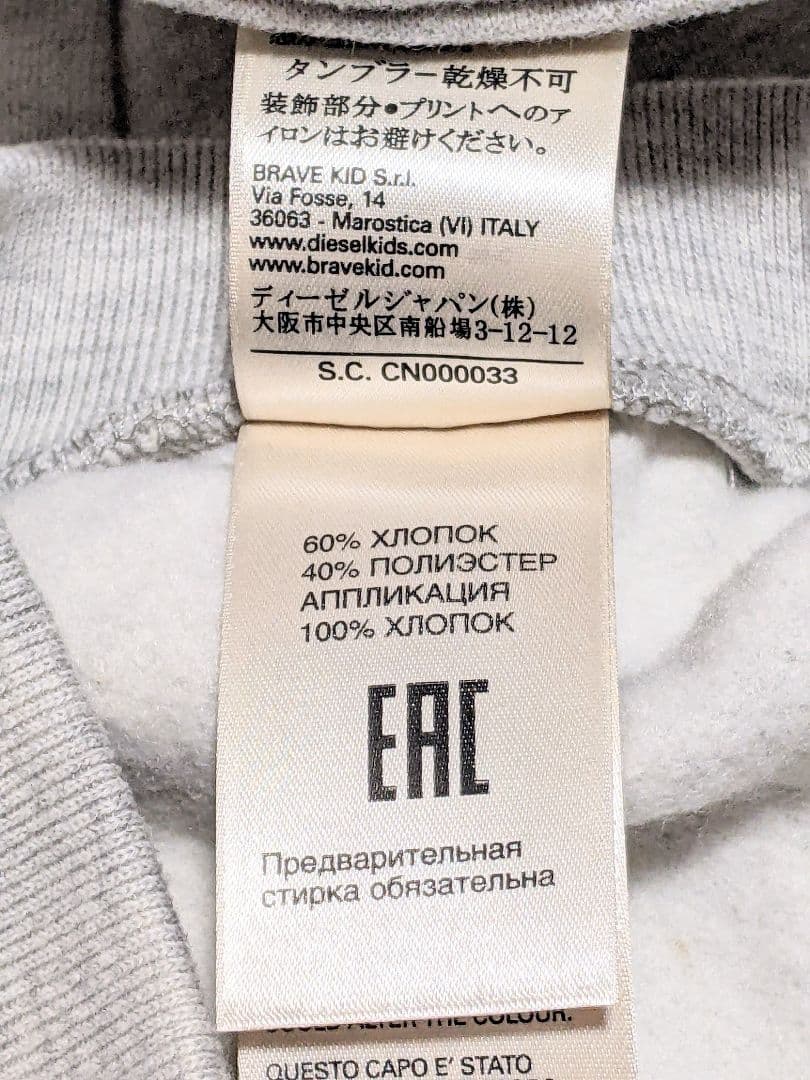 タンブラー乾燥不可
装飾部分●プリントへのア
イロンはお避けください。
BRAVE KID S.r.l.
Via Fosse, 14
36063 - Marostica (VI) ITALY
www.dieselkids.com
www.bravekid.com
ディーゼルジャパン(株)
大阪市中央区南船場3-12-12
S.C. CN000033
60% ХЛОПОК
40% ПОЛИЭСТЕР
АППЛИКАЦИЯ
100% ХЛОПОК
EAC
Предварительная
стирка обязательна
COULD ALTER THE COLOUR.
QUESTO CAPO E' STATO